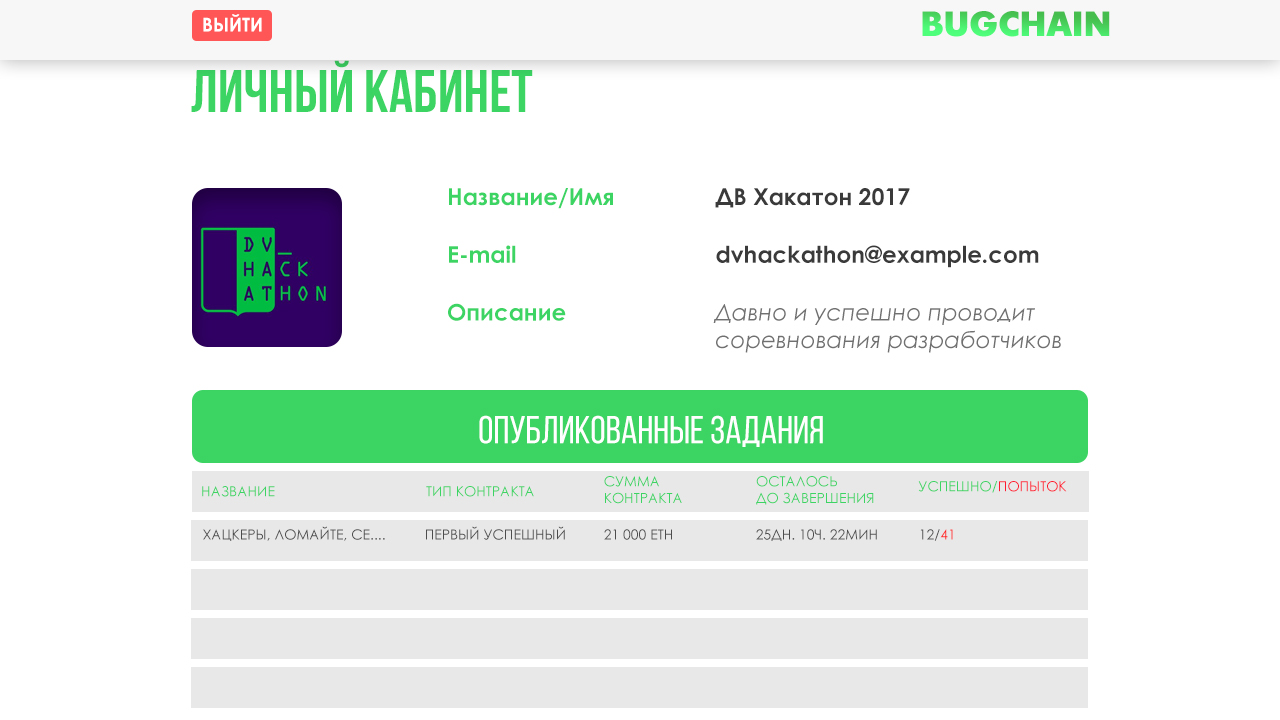 ВЫЙТИ
BUGCHAIN
ЛИЧНЫЙ КАБИНЕТ
DV_
HACK
ATHON
Название/Имя
ДВ Хакатон 2017
E-mail
dvhackathon@example.com
Описание
Давно и успешно проводит
соревнования разработчиков
ОПУБЛИКОВАННЫЕ ЗАДАНИЯ
НАЗВАНИЕ
ТИП КОНТРАКТА
СУММА
КОНТРАКТА
ОСТАЛОСЬ
ДО ЗАВЕРШЕНИЯ
УСПЕШНО/ПОПЫТОК
ХАЦКЕРЫ, ЛОМАЙТЕ, СЕ....
ПЕРВЫЙ УСПЕШНЫЙ
21 000 ETH
25ДН. 10Ч. 22МИН
12/41